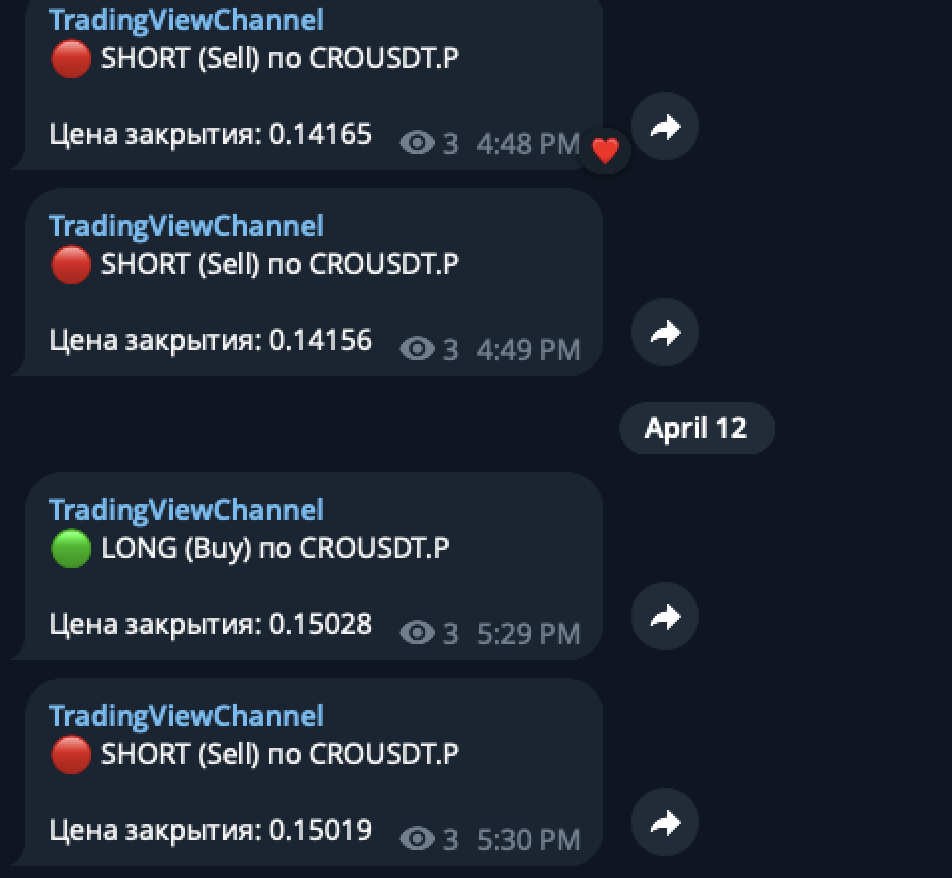 TradingViewChannel
🔴 SHORT (Sell) по CROUSDT.P
Цена закрытия: 0.14165 3 4:48 PM
TradingViewChannel
🔴 SHORT (Sell) по CROUSDT.P
Цена закрытия: 0.14156 3 4:49 PM
April 12
TradingViewChannel
🟢 LONG (Buy) по CROUSDT.P
Цена закрытия: 0.15028 3 5:29 PM
TradingViewChannel
🔴 SHORT (Sell) по CROUSDT.P
Цена закрытия: 0.15019 3 5:30 PM